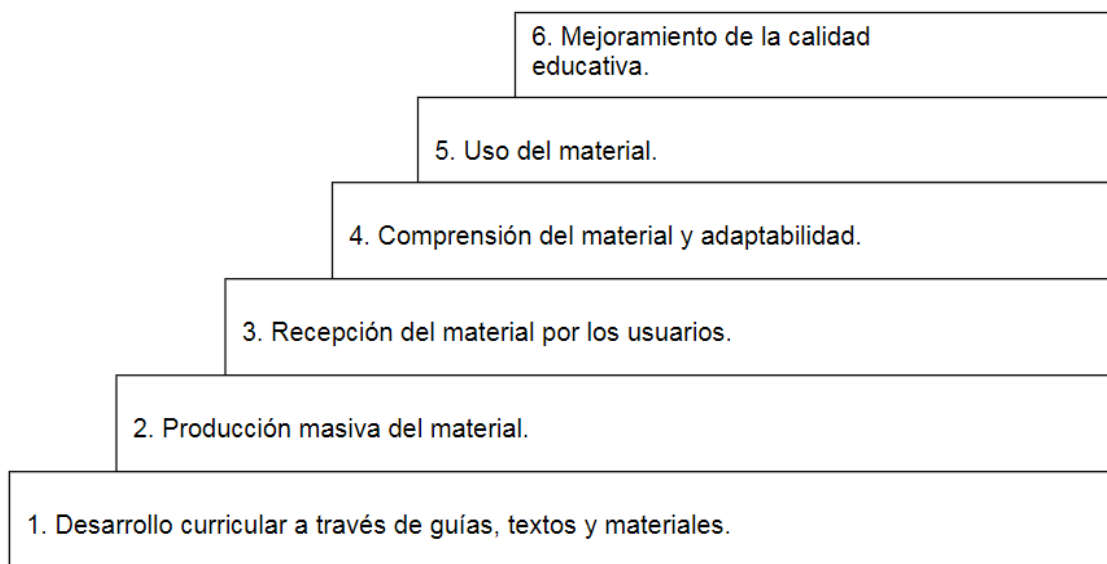 6. Mejoramiento de la calidad
educativa.
5. Uso del material.
4. Comprensión del material y adaptabilidad.
3. Recepción del material por los usuarios.
2. Producción masiva del material.
1. Desarrollo curricular a través de guías, textos y materiales.